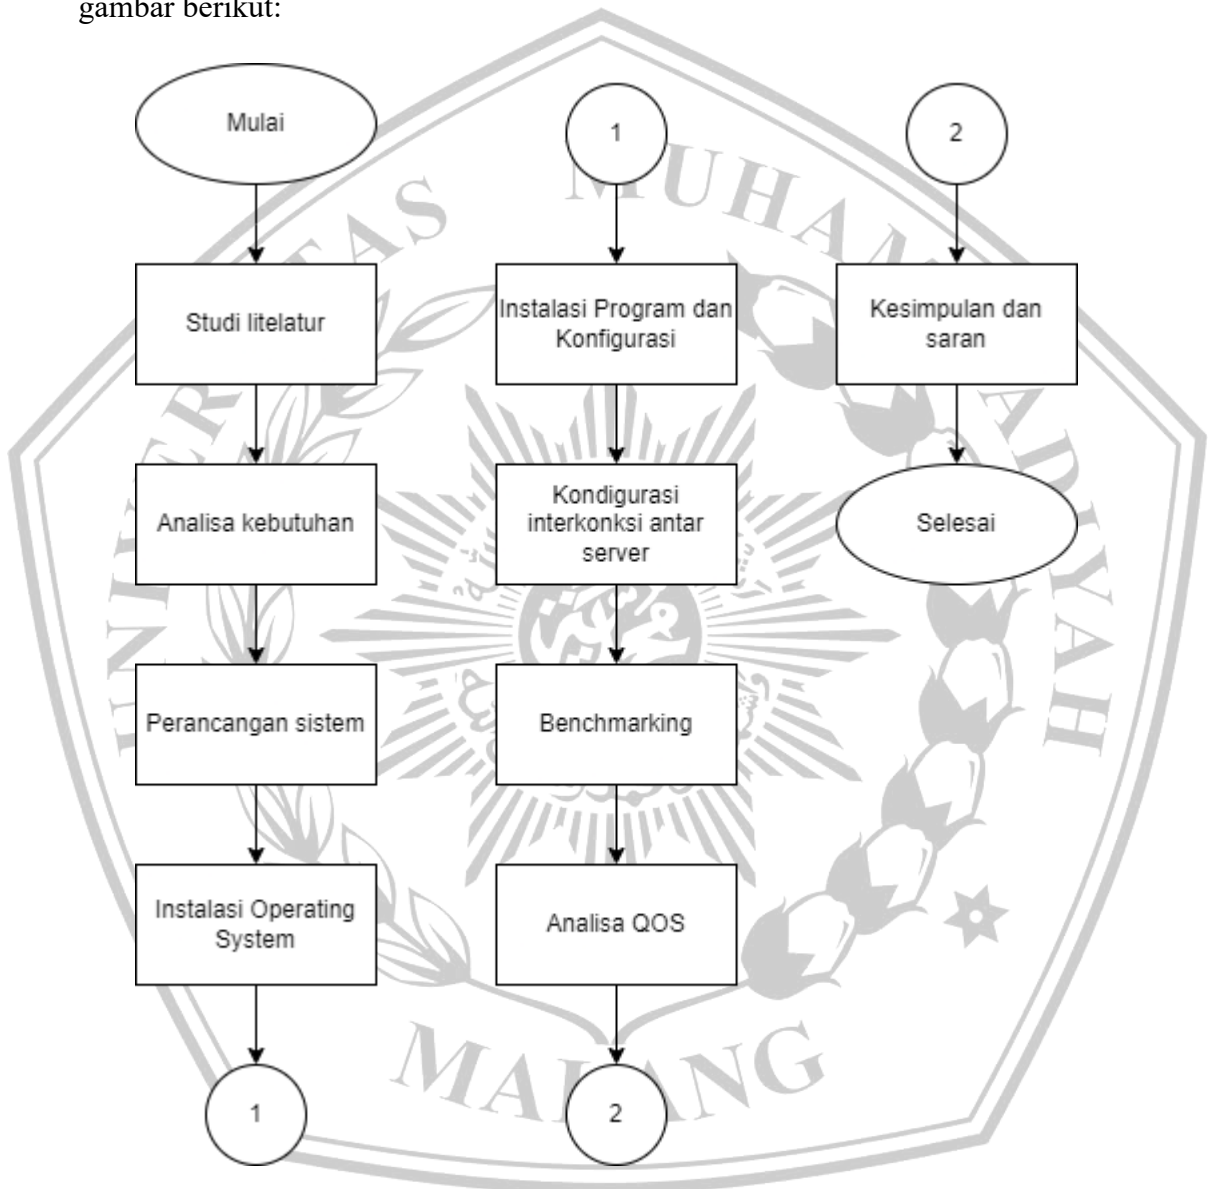 gambar berikut:
Mulai
Studi litelatur
Analisa kebutuhan
Perancangan sistem
Instalasi Operating
System
1
1
Instalasi Program dan
Konfigurasi
Kondigurasi
interkonksi antar
server
Benchmarking
Analisa QOS
2
2
Kesimpulan dan
saran
Selesai
MALANG